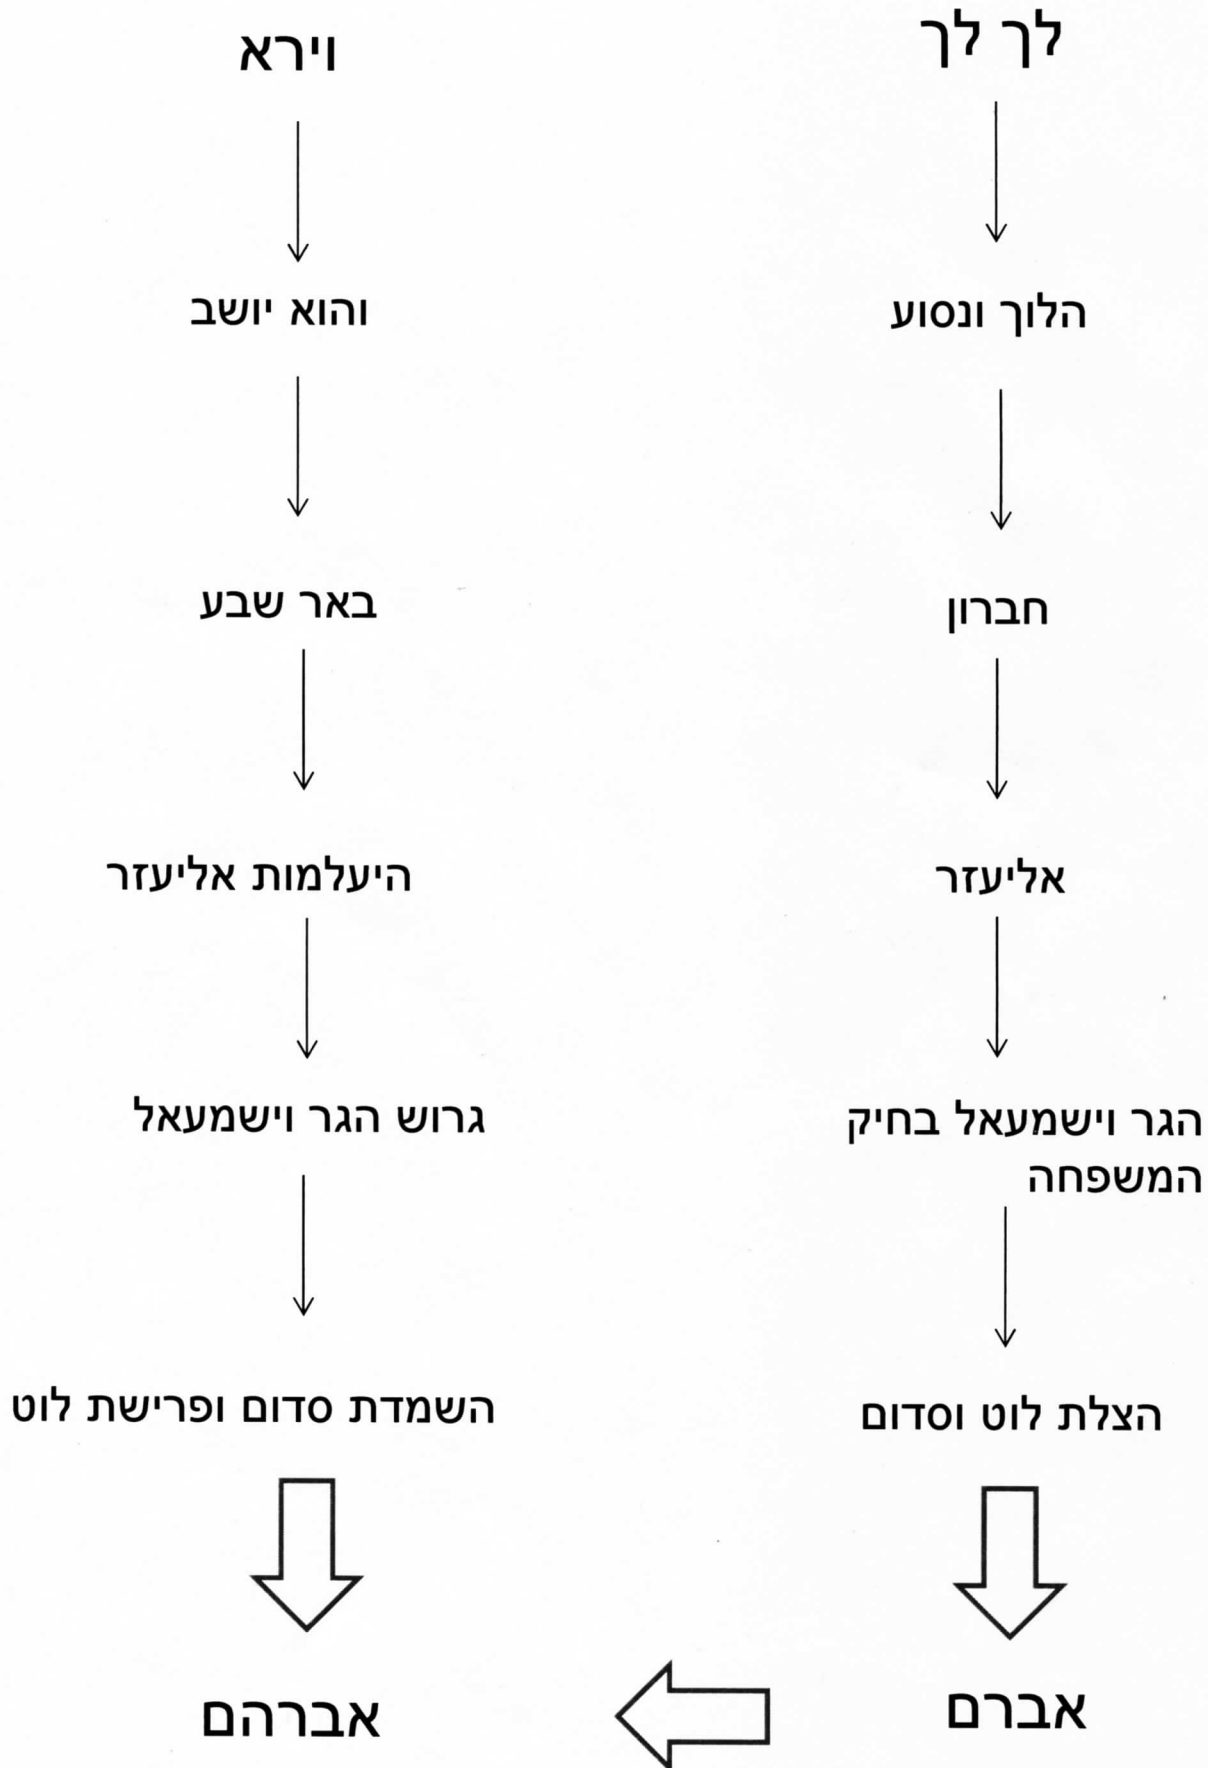 לך לך
הלוך ונסוע
חברון
אליעזר
הגר וישמעאל בחיק
המשפחה
הצלת לוט וסדום
אברם
וירא
והוא יושב
באר שבע
היעלמות אליעזר
גרוש הגר וישמעאל
השמדת סדום ופרישת לוט
אברהם